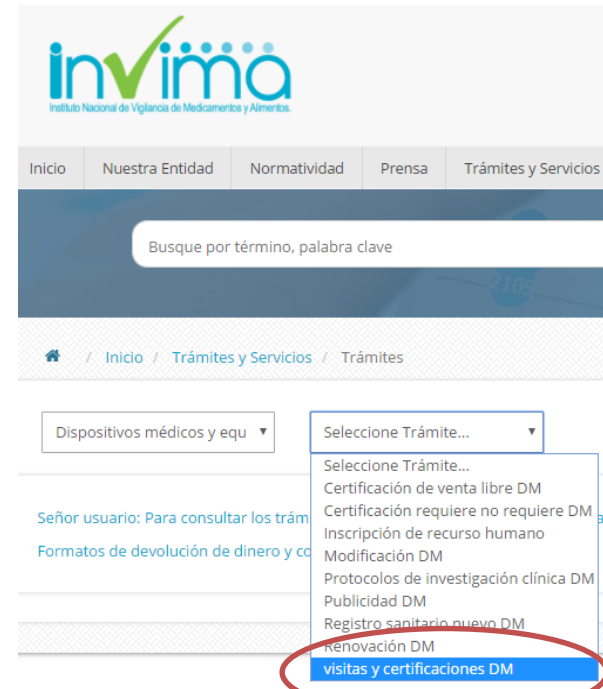 invima
Instituto Nacional de Vigilancia de Medicamentos y Alimentos.
Inicio Nuestra Entidad Normatividad Prensa Trámites y Servicios
Busque por término, palabra clave
2109
/ Inicio / Trámites y Servicios / Trámites
Dispositivos médicos y equ Seleccione Trámite...
Seleccione Trámite...
Certificación de venta libre DM
Certificación requiere no requiere DM
Inscripción de recurso humano
Modificación DM
Protocolos de investigación clínica DM
Publicidad DM
Registro sanitario nuevo DM
Renovación DM
visitas y certificaciones DM
Señor usuario: Para consultar los trám
Formatos de devolución de dinero y co